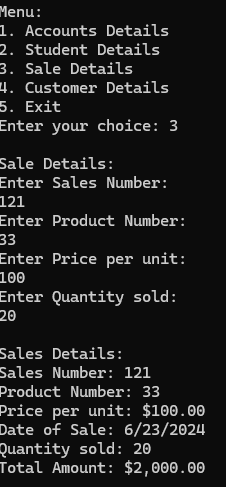 Menu:
1. Accounts Details
2. Student Details
3. Sale Details
4. Customer Details
5. Exit
Enter your choice: 3

Sale Details:
Enter Sales Number:
121
Enter Product Number:
33
Enter Price per unit:
100
Enter Quantity sold:
20

Sales Details:
Sales Number: 121
Product Number: 33
Price per unit: $100.00
Date of Sale: 6/23/2024
Quantity sold: 20
Total Amount: $2,000.00